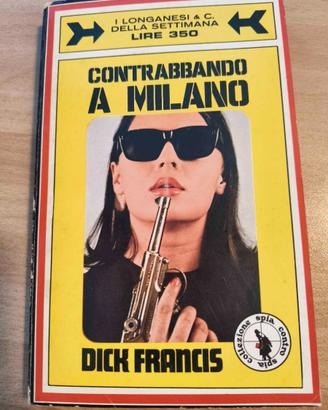 I LONGANESI & C.
DELLA SETTIMANA
LIRE 350
CONTRABBANDO
A MILANO
DICK FRANCIS
collezione spia contro spia